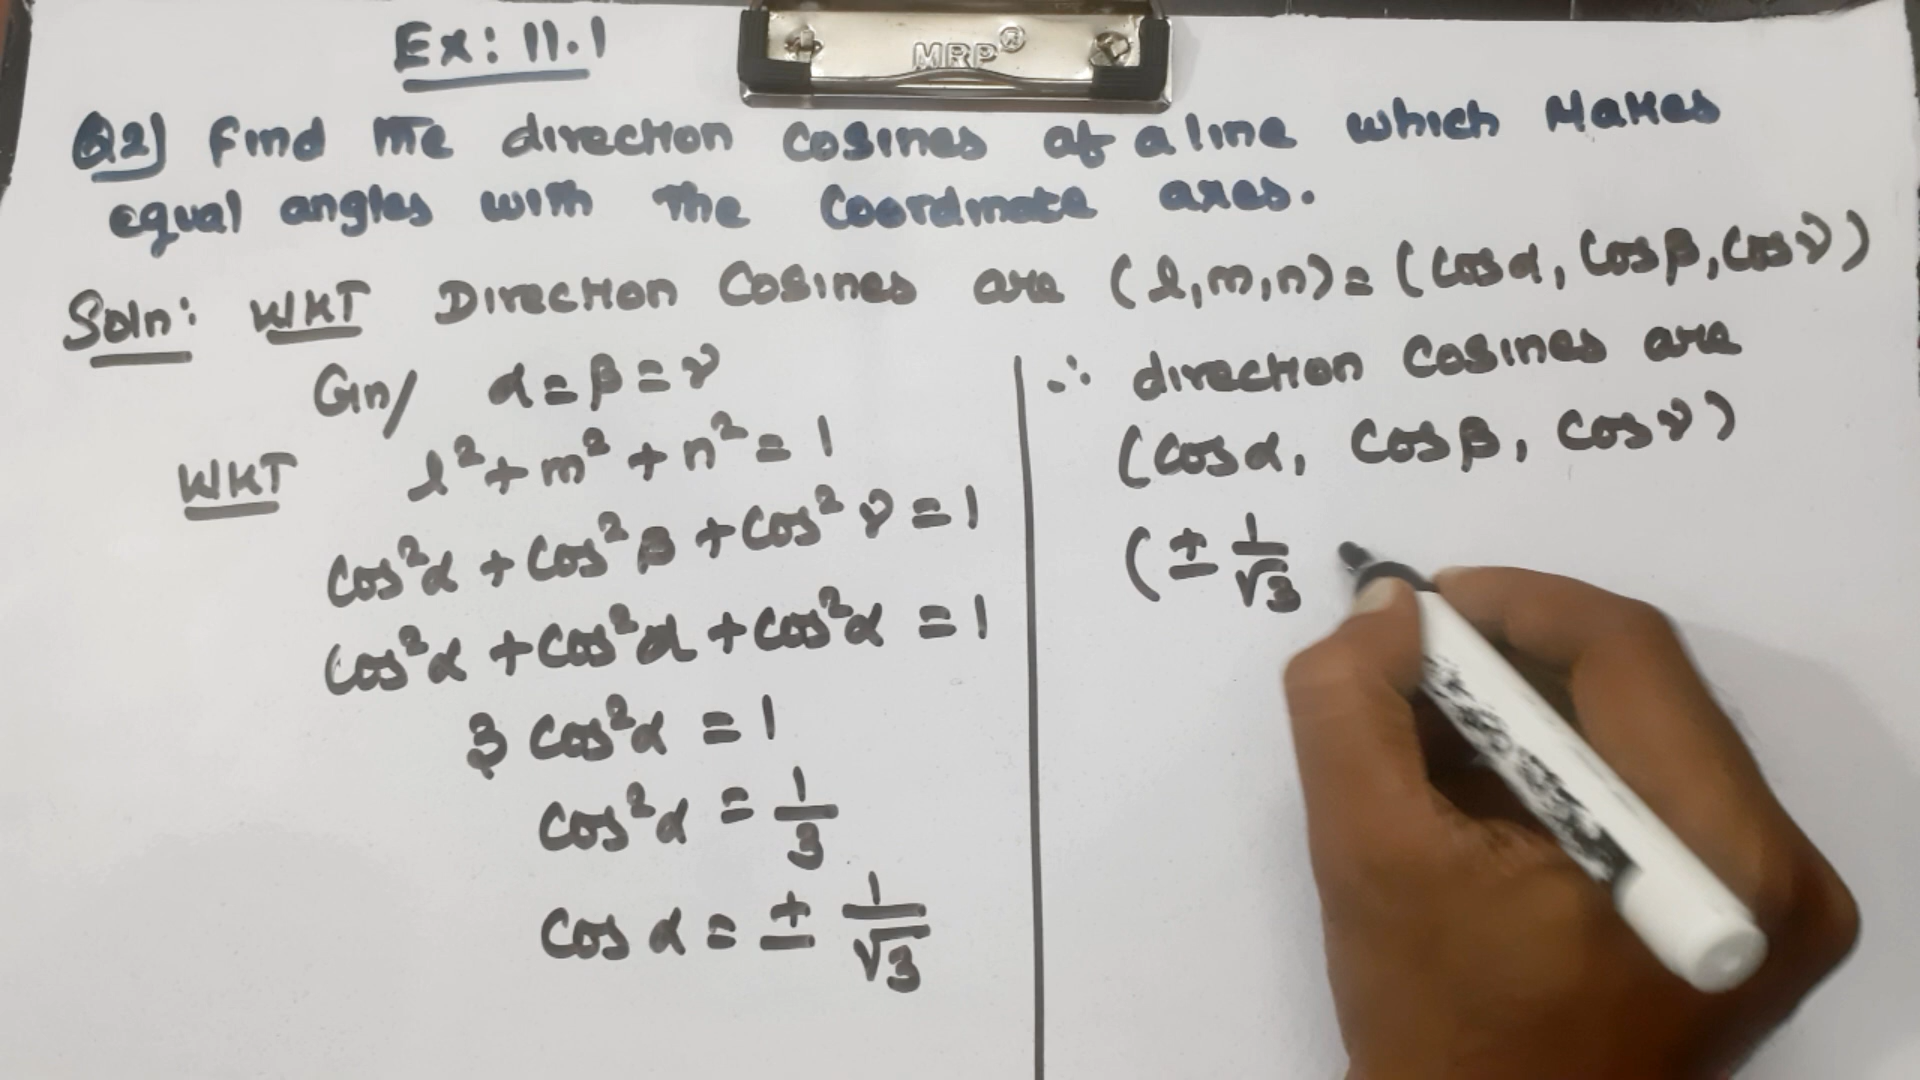 Ex: 11.1
MRP®
Q2) Find the direction cosines of a line which Makes
equal angles with the Coordinate axes.
Soln: WKT Direction Cosines are (l,m,n)=(cosα, cosβ, cosγ)
Gn/ α=β=γ
WKT l²+m²+n²=1
cos²α + cos²β + cos²γ = 1
cos²α + cos²α + cos²α = 1
3 cos²α = 1
cos²α = 1/3
cos α = ± 1/√3
∴ direction cosines are
(cosα, cosβ, cosγ)
(± 1/√3